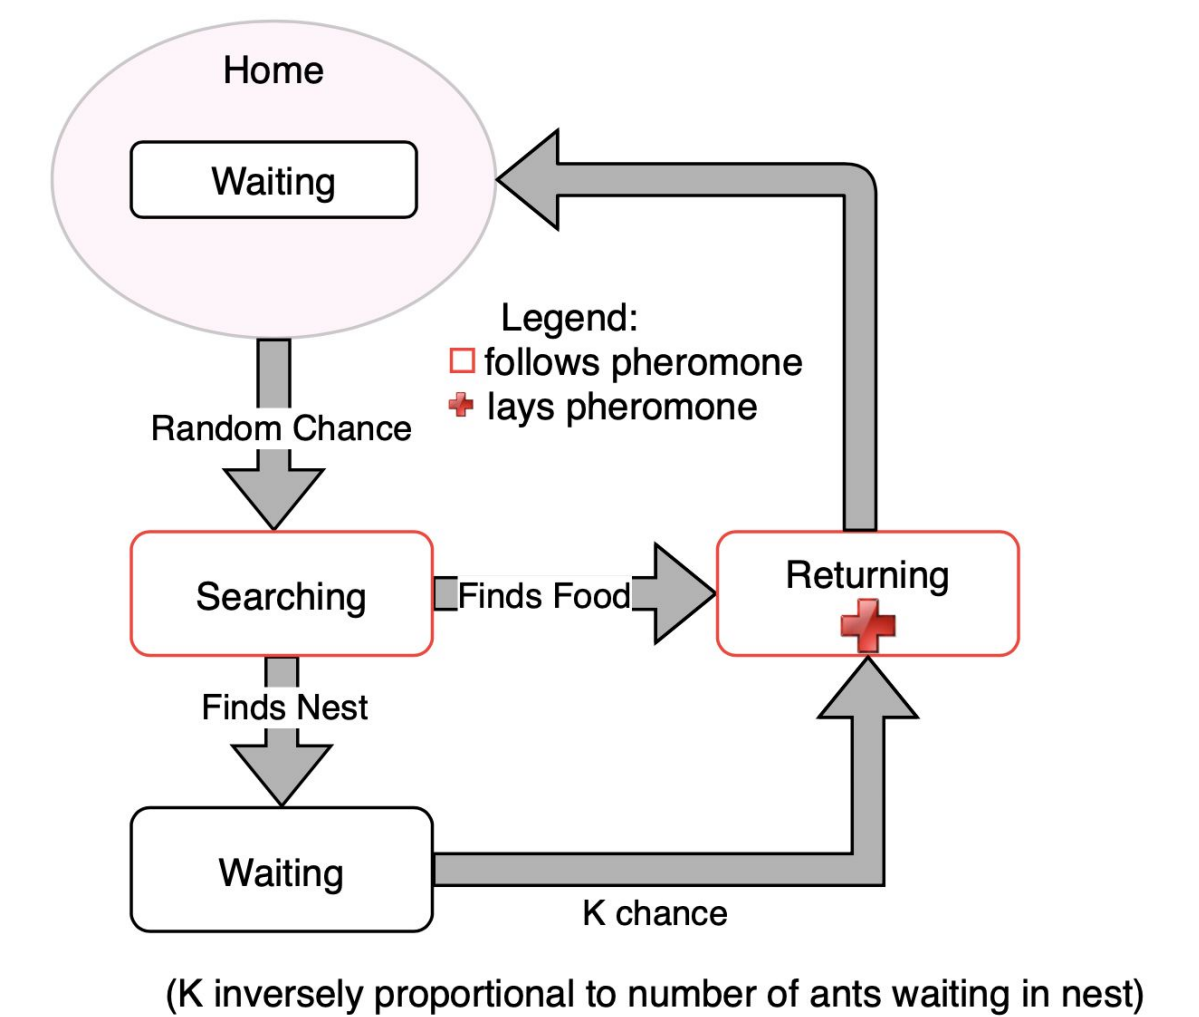 Home
Waiting
Legend:
follows pheromone
lays pheromone
Random Chance
Searching
Finds Food
Returning
Finds Nest
Waiting
K chance
(K inversely proportional to number of ants waiting in nest)